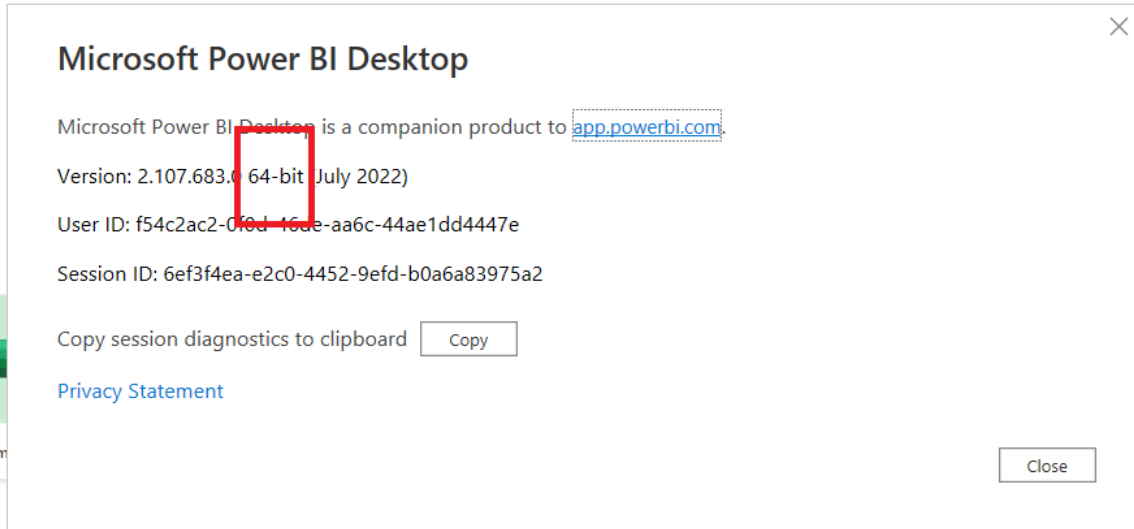 Microsoft Power BI Desktop
Microsoft Power BI Desktop is a companion product to app.powerbi.com.
Version: 2.107.683.0 64-bit (July 2022)
User ID: f54c2ac2-0f0d-46de-aa6c-44ae1dd4447e
Session ID: 6ef3f4ea-e2c0-4452-9efd-b0a6a83975a2
Copy session diagnostics to clipboard Copy
Privacy Statement
Close